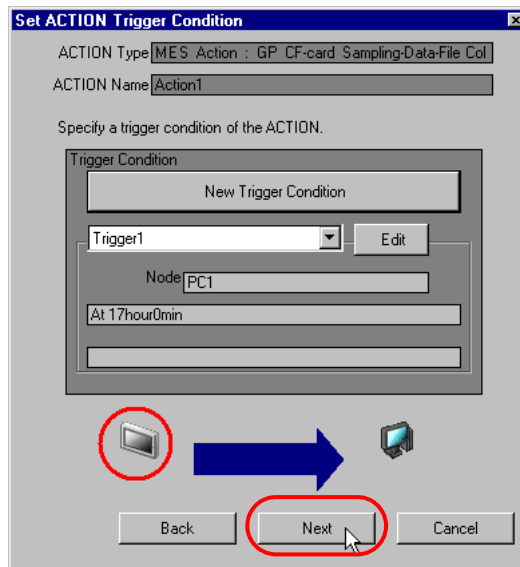 Set ACTION Trigger Condition
ACTION Type MES Action : GP CF-card Sampling-Data-File Col
ACTION Name Action1
Specify a trigger condition of the ACTION.
Trigger Condition
New Trigger Condition
Trigger1 Edit
Node PC1
At 17hour0min
Back Next Cancel